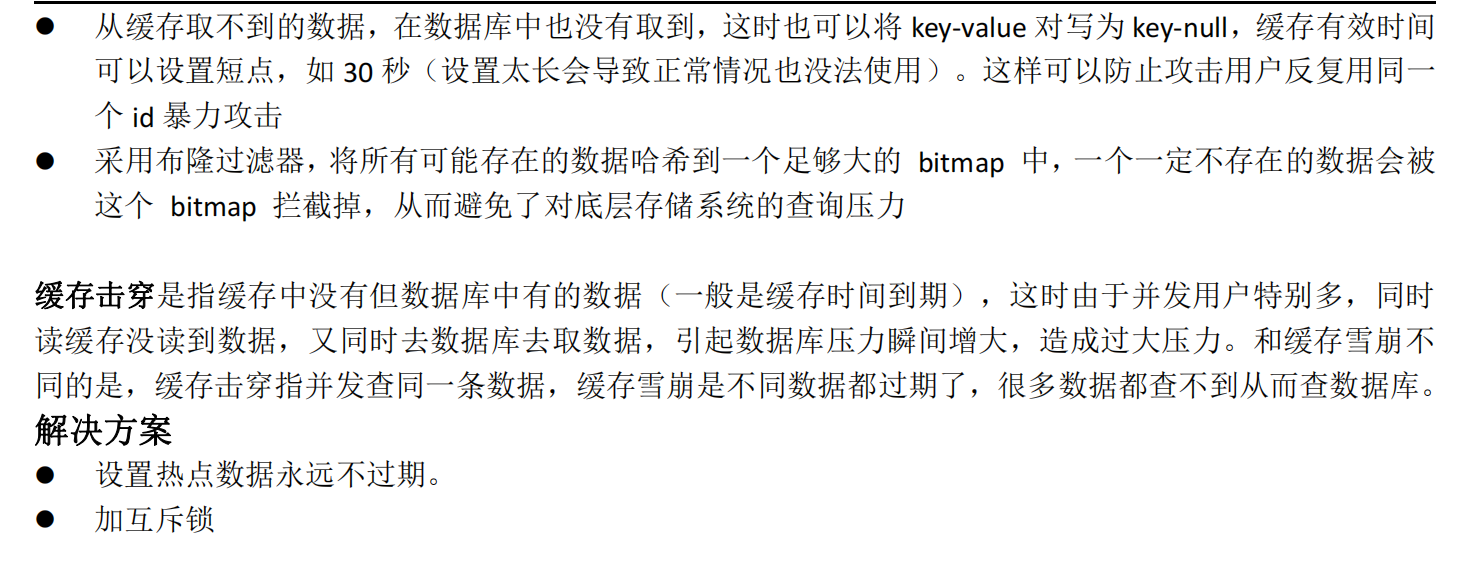 ● 从缓存取不到的数据，在数据库中也没有取到，这时也可以将 key-value 对写为 key-null，缓存有效时间
可以设置短点，如 30 秒（设置太长会导致正常情况也没法使用）。这样可以防止攻击用户反复用同一
个 id 暴力攻击
● 采用布隆过滤器，将所有可能存在的数据哈希到一个足够大的 bitmap 中，一个一定不存在的数据会被
这个 bitmap 拦截掉，从而避免了对底层存储系统的查询压力
缓存击穿是指缓存中没有但数据库中有的数据（一般是缓存时间到期），这时由于并发用户特别多，同时
读缓存没读到数据，又同时去数据库去取数据，引起数据库压力瞬间增大，造成过大压力。和缓存雪崩不
同的是，缓存击穿指并发查同一条数据，缓存雪崩是不同数据都过期了，很多数据都查不到从而查数据库。
解决方案
● 设置热点数据永远不过期。
● 加互斥锁